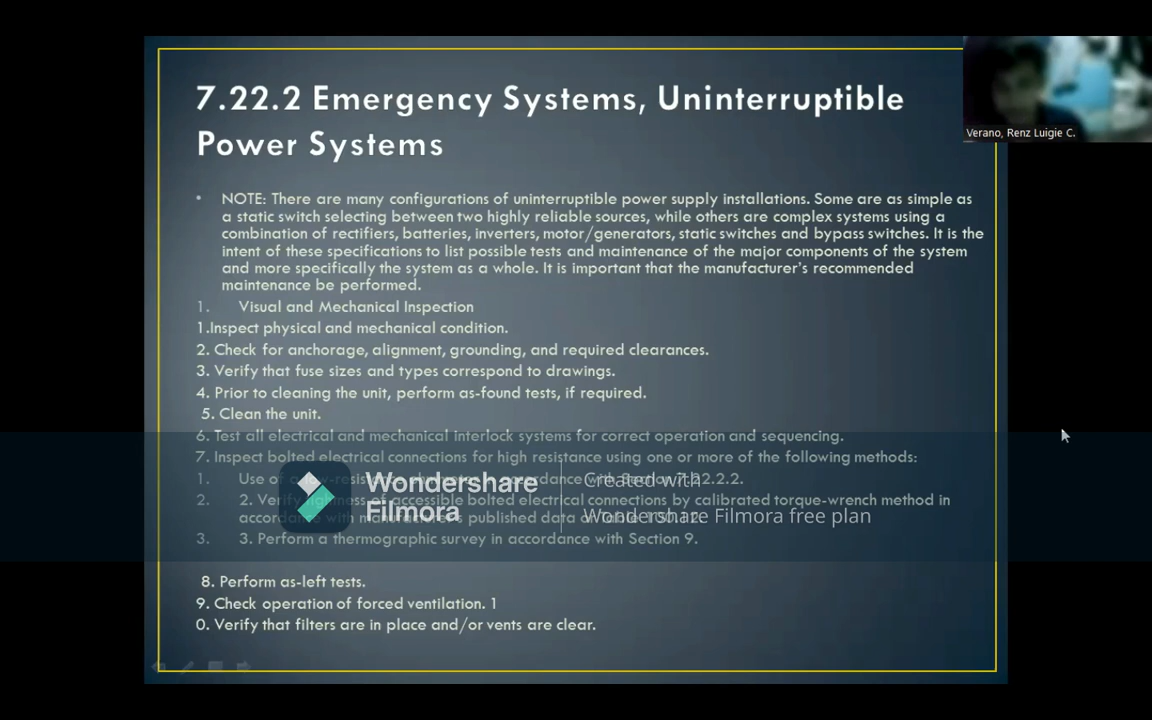 7.22.2 Emergency Systems, Uninterruptible
Power Systems
Verano, Renz Luigie C.
• NOTE: There are many configurations of uninterruptible power supply installations. Some are as simple as
a static switch selecting between two highly reliable sources, while others are complex systems using a
combination of rectifiers, batteries, inverters, motor/generators, static switches and bypass switches. It is the
intent of these specifications to list possible tests and maintenance of the major components of the system
and more specifically the system as a whole. It is important that the manufacturer's recommended
maintenance be performed.
1. Visual and Mechanical Inspection
1.Inspect physical and mechanical condition.
2. Check for anchorage, alignment, grounding, and required clearances.
3. Verify that fuse sizes and types correspond to drawings.
4. Prior to cleaning the unit, perform as-found tests, if required.
5. Clean the unit.
6. Test all electrical and mechanical interlock systems for correct operation and sequencing.
7. Inspect bolted electrical connections for high resistance using one or more of the following methods:
1. Use of with 7.22.2.2.
2. 2. Verify of accessible bolted electrical connections by calibrated torque-wrench method in
with published data
3. 3. Perform a thermographic survey in accordance with Section 9.
Wondershare
Filmora
Created with
Wondershare Filmora free plan
8. Perform as-left tests.
9. Check operation of forced ventilation. 1
0. Verify that filters are in place and/or vents are clear.